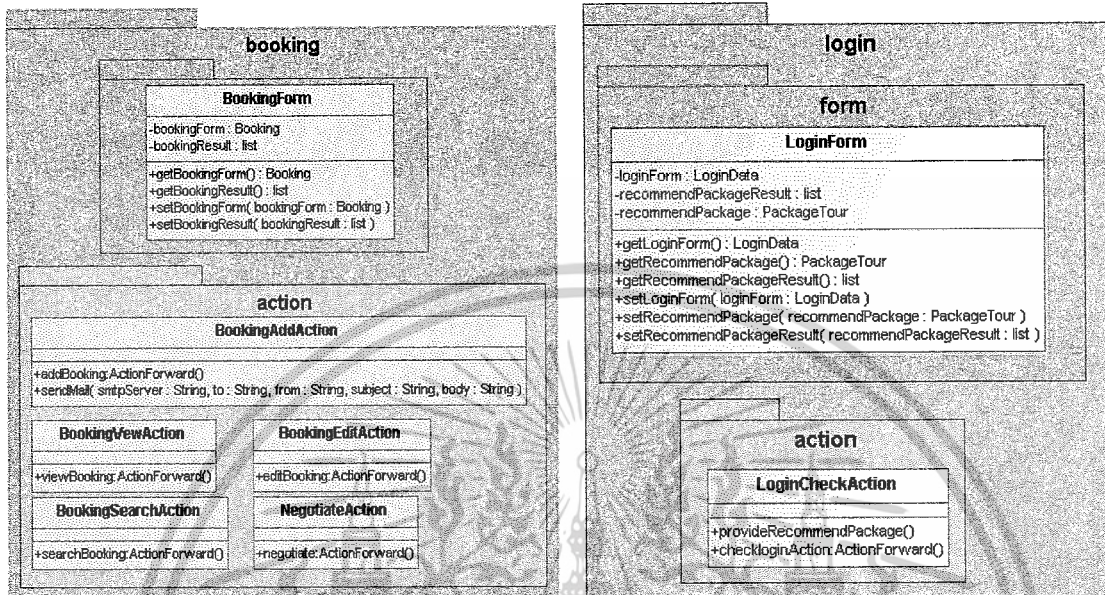 booking
BookingForm
-bookingForm : Booking
-bookingResult : list
+getBookingForm() : Booking
+getBookingResult() : list
+setBookingForm( bookingForm : Booking )
+setBookingResult( bookingResult : list )
action
BookingAddAction
+addBooking:ActionForward()
+sendMail( smtpServer : String, to : String, from : String, subject : String, body : String )
BookingViewAction
+viewBooking:ActionForward()
BookingEditAction
+editBooking:ActionForward()
BookingSearchAction
+searchBooking:ActionForward()
NegotiateAction
+negotiate:ActionForward()
login
form
LoginForm
-loginForm : LoginData
-recommendPackageResult : list
-recommendPackage : PackageTour
+getLoginForm() : LoginData
+getRecommendPackage() : PackageTour
+getRecommendPackageResult() : list
+setLoginForm( loginForm : LoginData )
+setRecommendPackage( recommendPackage : PackageTour )
+setRecommendPackageResult( recommendPackageResult : list )
action
LoginCheckAction
+provideRecommendPackage()
+checkloginAction:ActionForward()